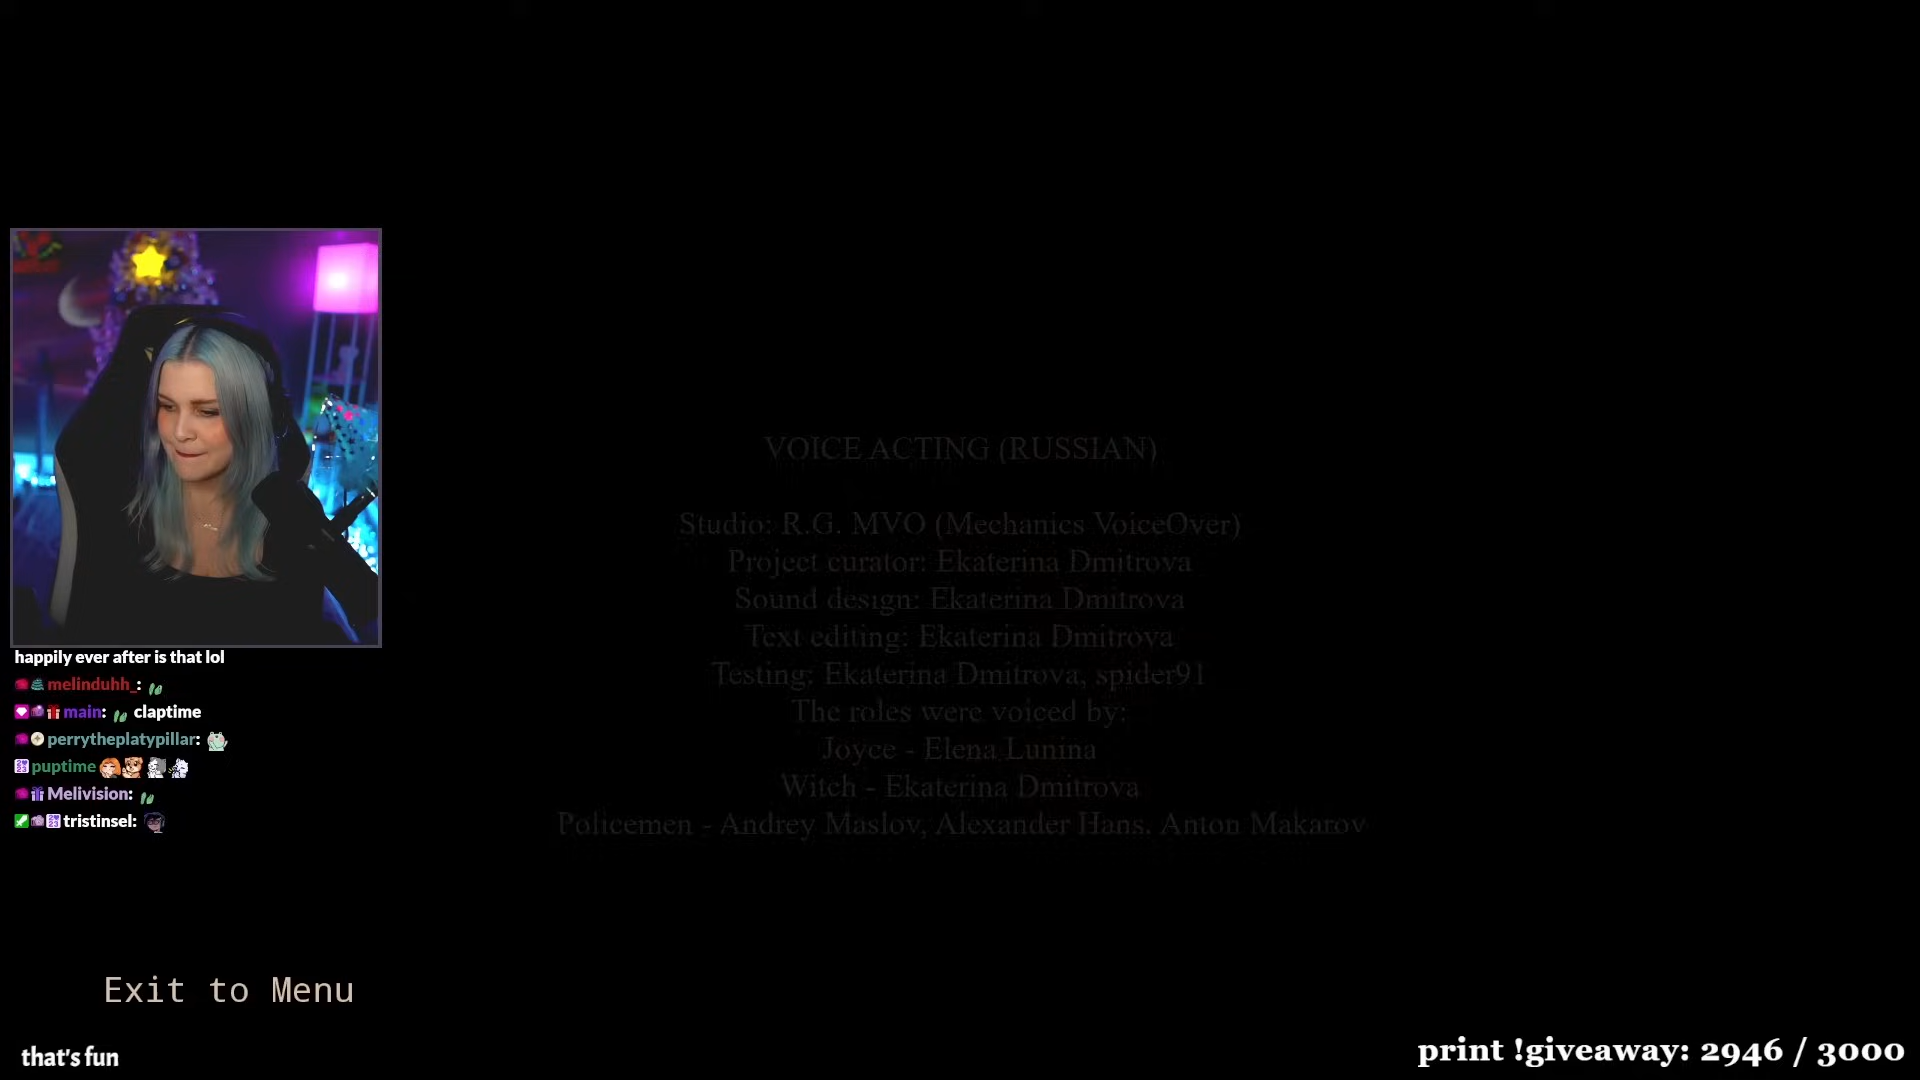 VOICE ACTING (RUSSIAN)
Studio: R.G. MVO (Mechanics VoiceOver)
Project curator: Ekaterina Dmitrova
Sound design: Ekaterina Dmitrova
Text editing: Ekaterina Dmitrova
Testing: Ekaterina Dmitrova, spider91
The roles were voiced by:
Joyce - Elena Lunina
Witch - Ekaterina Dmitrova
Policemen - Andrey Maslov, Alexander Hans. Anton Makarov
happily ever after is that lol
melinduhh_:
main: claptime
perrytheplatypillar:
puptime
Melivision:
tristinsel:
Exit to Menu
that's fun
print !giveaway: 2946 / 3000